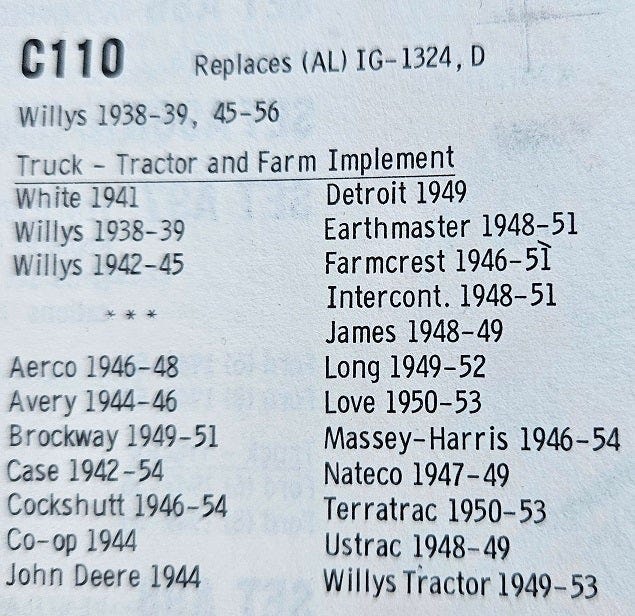 C110 Replaces (AL) IG-1324, D
Willys 1938-39, 45-56
Truck - Tractor and Farm Implement
White 1941
Willys 1938-39
Willys 1942-45
***
Aerco 1946-48
Avery 1944-46
Brockway 1949-51
Case 1942-54
Cockshutt 1946-54
Co-op 1944
John Deere 1944
Detroit 1949
Earthmaster 1948-51
Farmcrest 1946-51
Intercont. 1948-51
James 1948-49
Long 1949-52
Love 1950-53
Massey-Harris 1946-54
Nateco 1947-49
Terratrac 1950-53
Ustrac 1948-49
Willys Tractor 1949-53